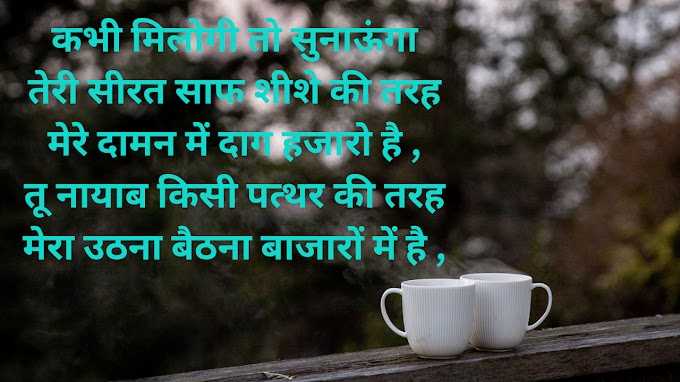 कभी मिलोगी तो सुनाऊंगा
तेरी सीरत साफ शीशे की तरह
मेरे दामन में दाग हजारो है ,
तू नायाब किसी पत्थर की तरह
मेरा उठना बैठना बाजारों में है ,